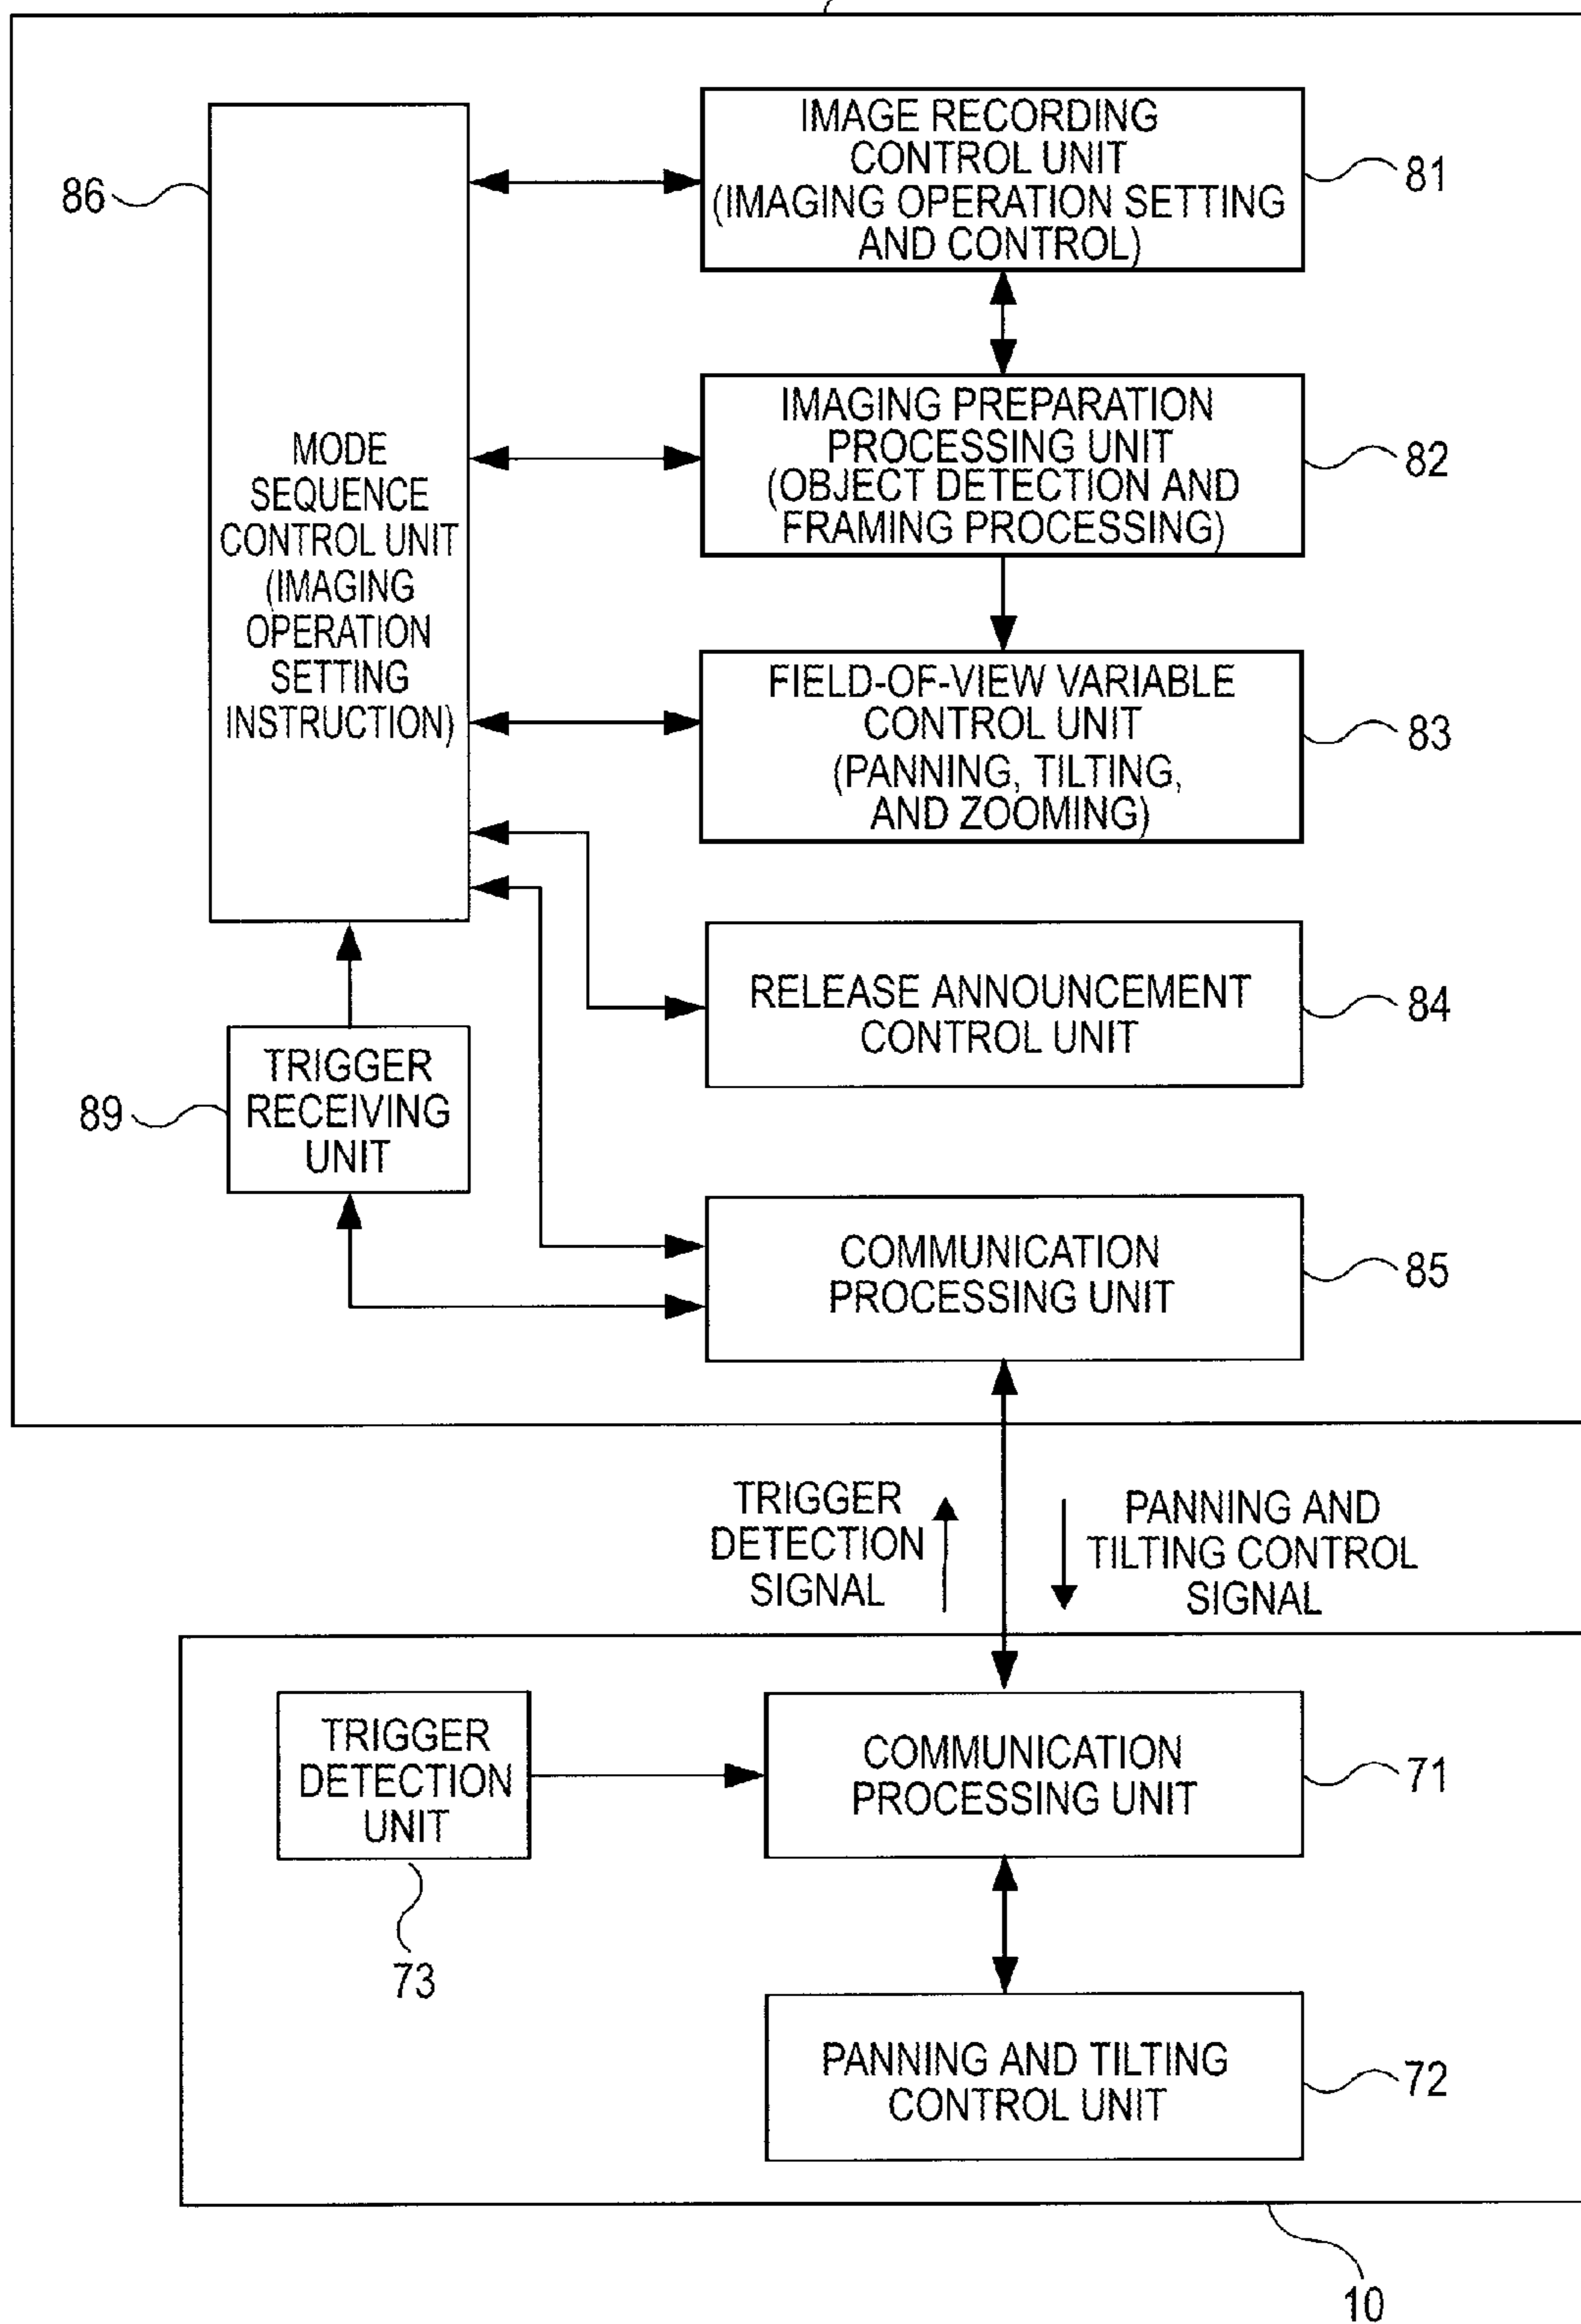 IMAGE RECORDING
CONTROL UNIT
(IMAGING OPERATION SETTING
AND CONTROL)
81
86
MODE
SEQUENCE
CONTROL UNIT
(IMAGING
OPERATION
SETTING
INSTRUCTION)
IMAGING PREPARATION
PROCESSING UNIT
(OBJECT DETECTION AND
FRAMING PROCESSING)
82
FIELD-OF-VIEW VARIABLE
CONTROL UNIT
(PANNING, TILTING,
AND ZOOMING)
83
RELEASE ANNOUNCEMENT
CONTROL UNIT
84
TRIGGER
RECEIVING
UNIT
89
COMMUNICATION
PROCESSING UNIT
85
TRIGGER
DETECTION
SIGNAL
PANNING AND
TILTING CONTROL
SIGNAL
TRIGGER
DETECTION
UNIT
73
COMMUNICATION
PROCESSING UNIT
71
PANNING AND TILTING
CONTROL UNIT
72
10